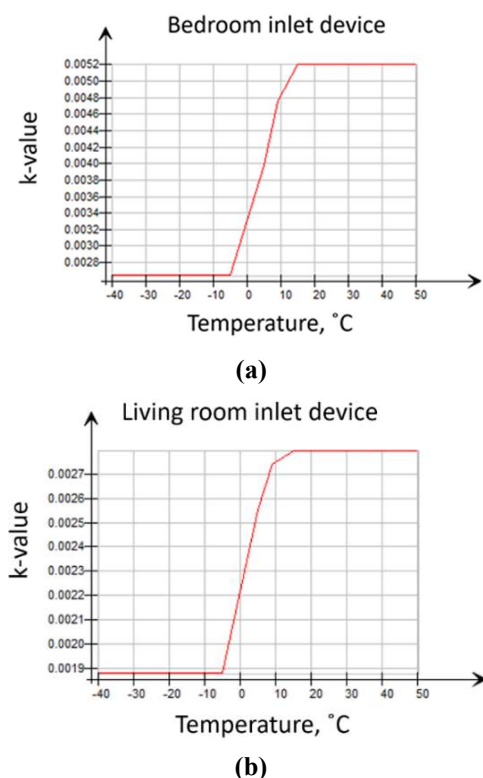 Bedroom inlet device
0.0052
0.0050
0.0048
0.0046
0.0044
0.0042
0.0040
0.0038
0.0036
0.0034
0.0032
0.0030
0.0028
k-value
-40 -30 -20 -10 0 10 20 30 40 50
Temperature, ˚C
(a)
Living room inlet device
0.0027
0.0026
0.0025
0.0024
0.0023
0.0022
0.0021
0.0020
0.0019
k-value
-40 -30 -20 -10 0 10 20 30 40 50
Temperature, ˚C
(b)